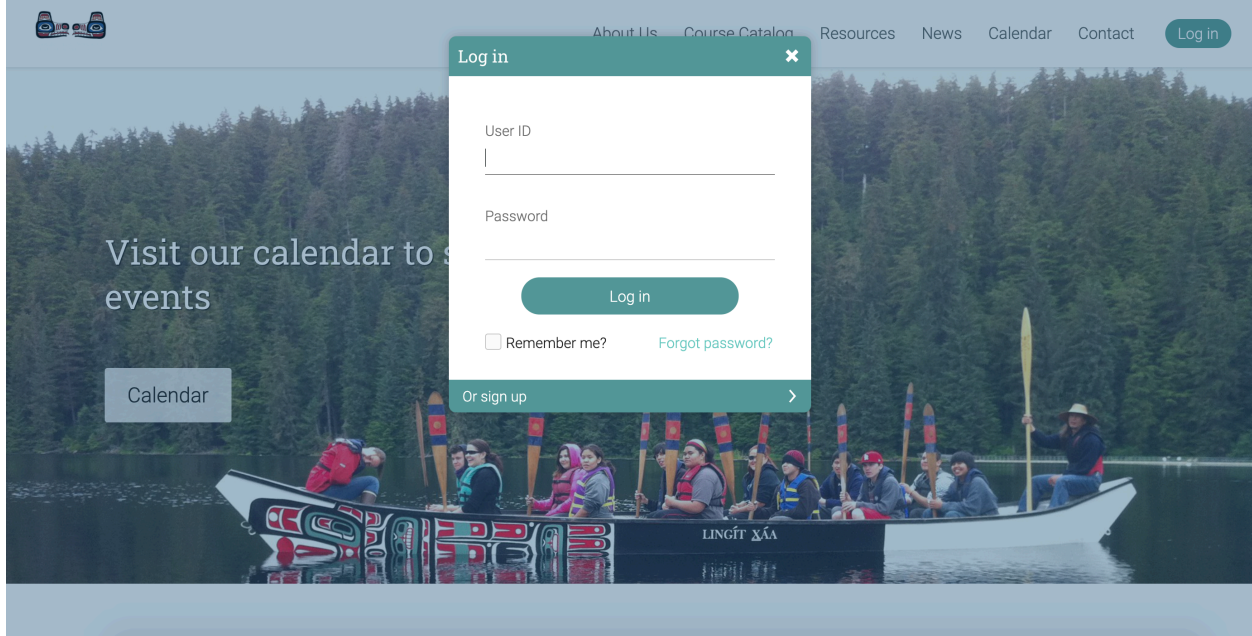 About Us Course Catalog Resources News Calendar Contact Log in
Log in
User ID
Password
Log in
Remember me? Forgot password?
Or sign up
Visit our calendar to
events
Calendar
LINGÍT X̱ÁA